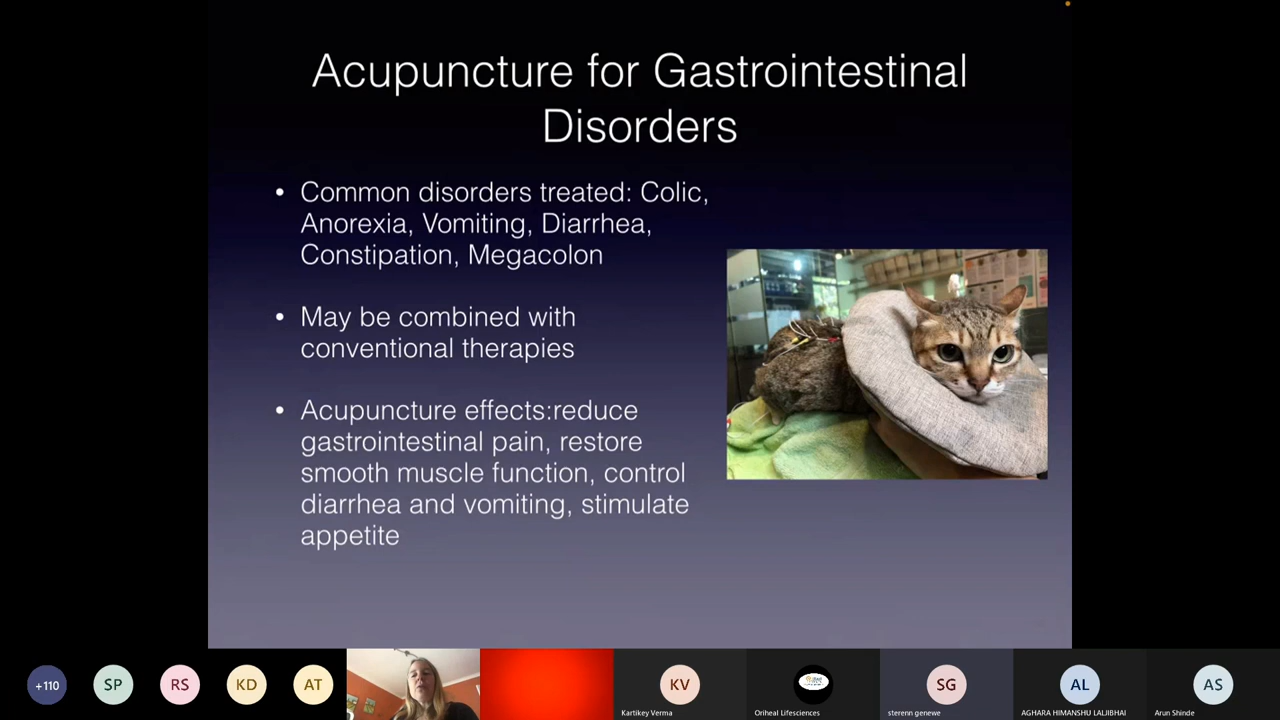 Acupuncture for Gastrointestinal
Disorders
• Common disorders treated: Colic,
Anorexia, Vomiting, Diarrhea,
Constipation, Megacolon
• May be combined with
conventional therapies
• Acupuncture effects:reduce
gastrointestinal pain, restore
smooth muscle function, control
diarrhea and vomiting, stimulate
appetite
+110
SP
RS
KD
AT
KV
SG
AL
AS
Kartikey Verma
Oriheal Lifesciences
sterenn genewe
AGHARA HIMANSHU LALJIBHAI
Arun Shinde